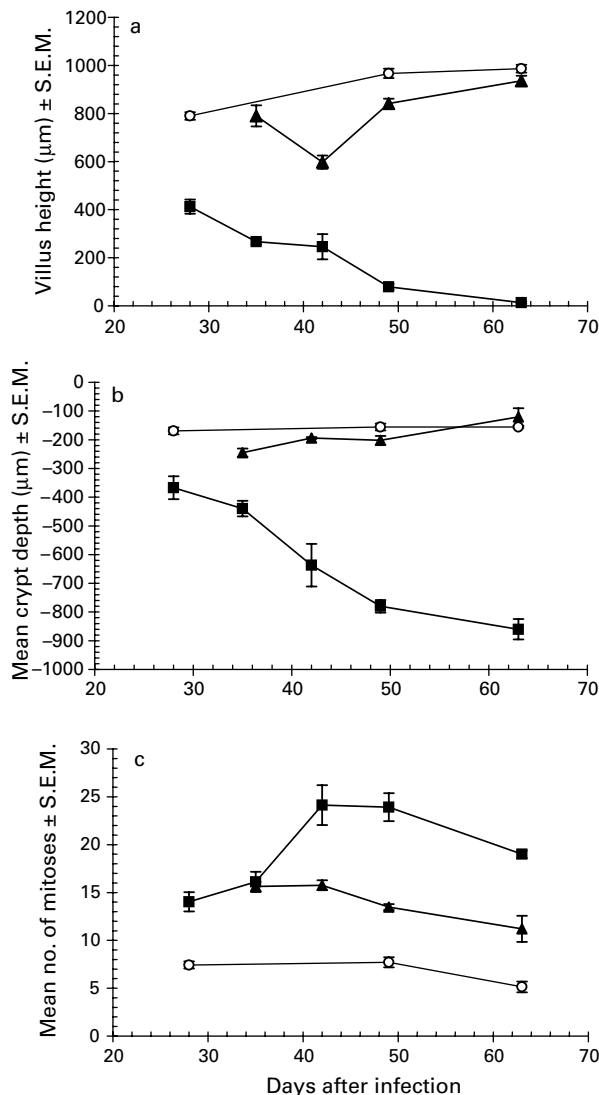 a
Villus height (µm) ± S.E.M.
1200
1000
800
600
400
200
0
20 30 40 50 60 70
b
Mean crypt depth (µm) ± S.E.M.
0
–100
–200
–300
–400
–500
–600
–700
–800
–900
–1000
20 30 40 50 60 70
c
Mean no. of mitoses ± S.E.M.
30
25
20
15
10
5
0
20 30 40 50 60 70
Days after infection